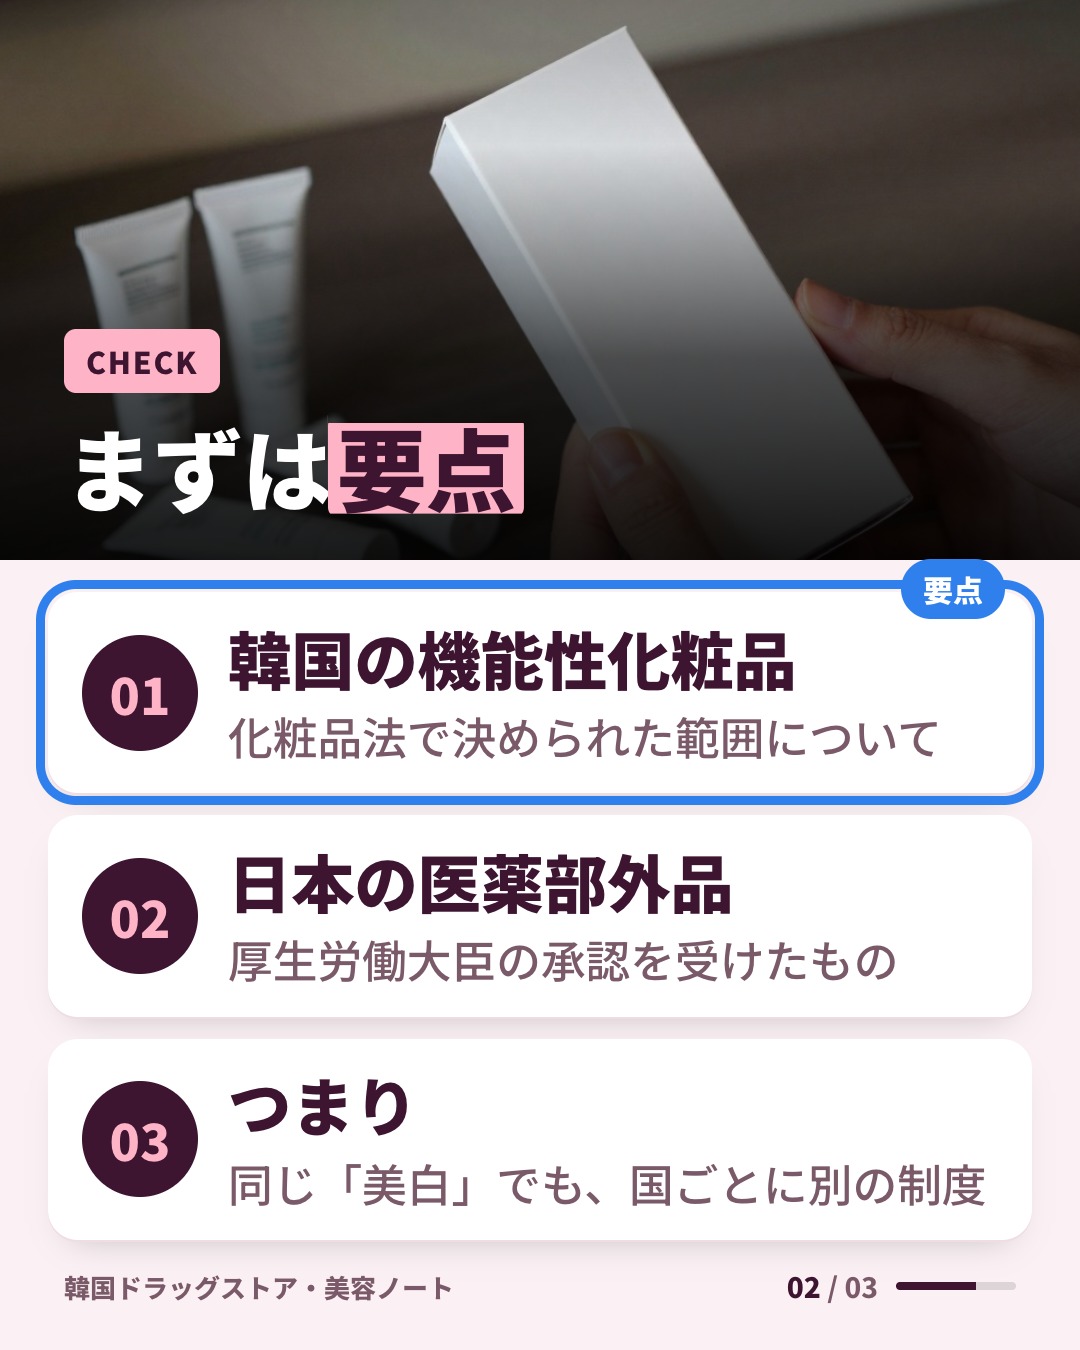 CHECK
まずは要点
要点
01
韓国の機能性化粧品
化粧品法で決められた範囲について
02
日本の医薬部外品
厚生労働大臣の承認を受けたもの
03
つまり
同じ「美白」でも、国ごとに別の制度
韓国ドラッグストア・美容ノート
02 / 03